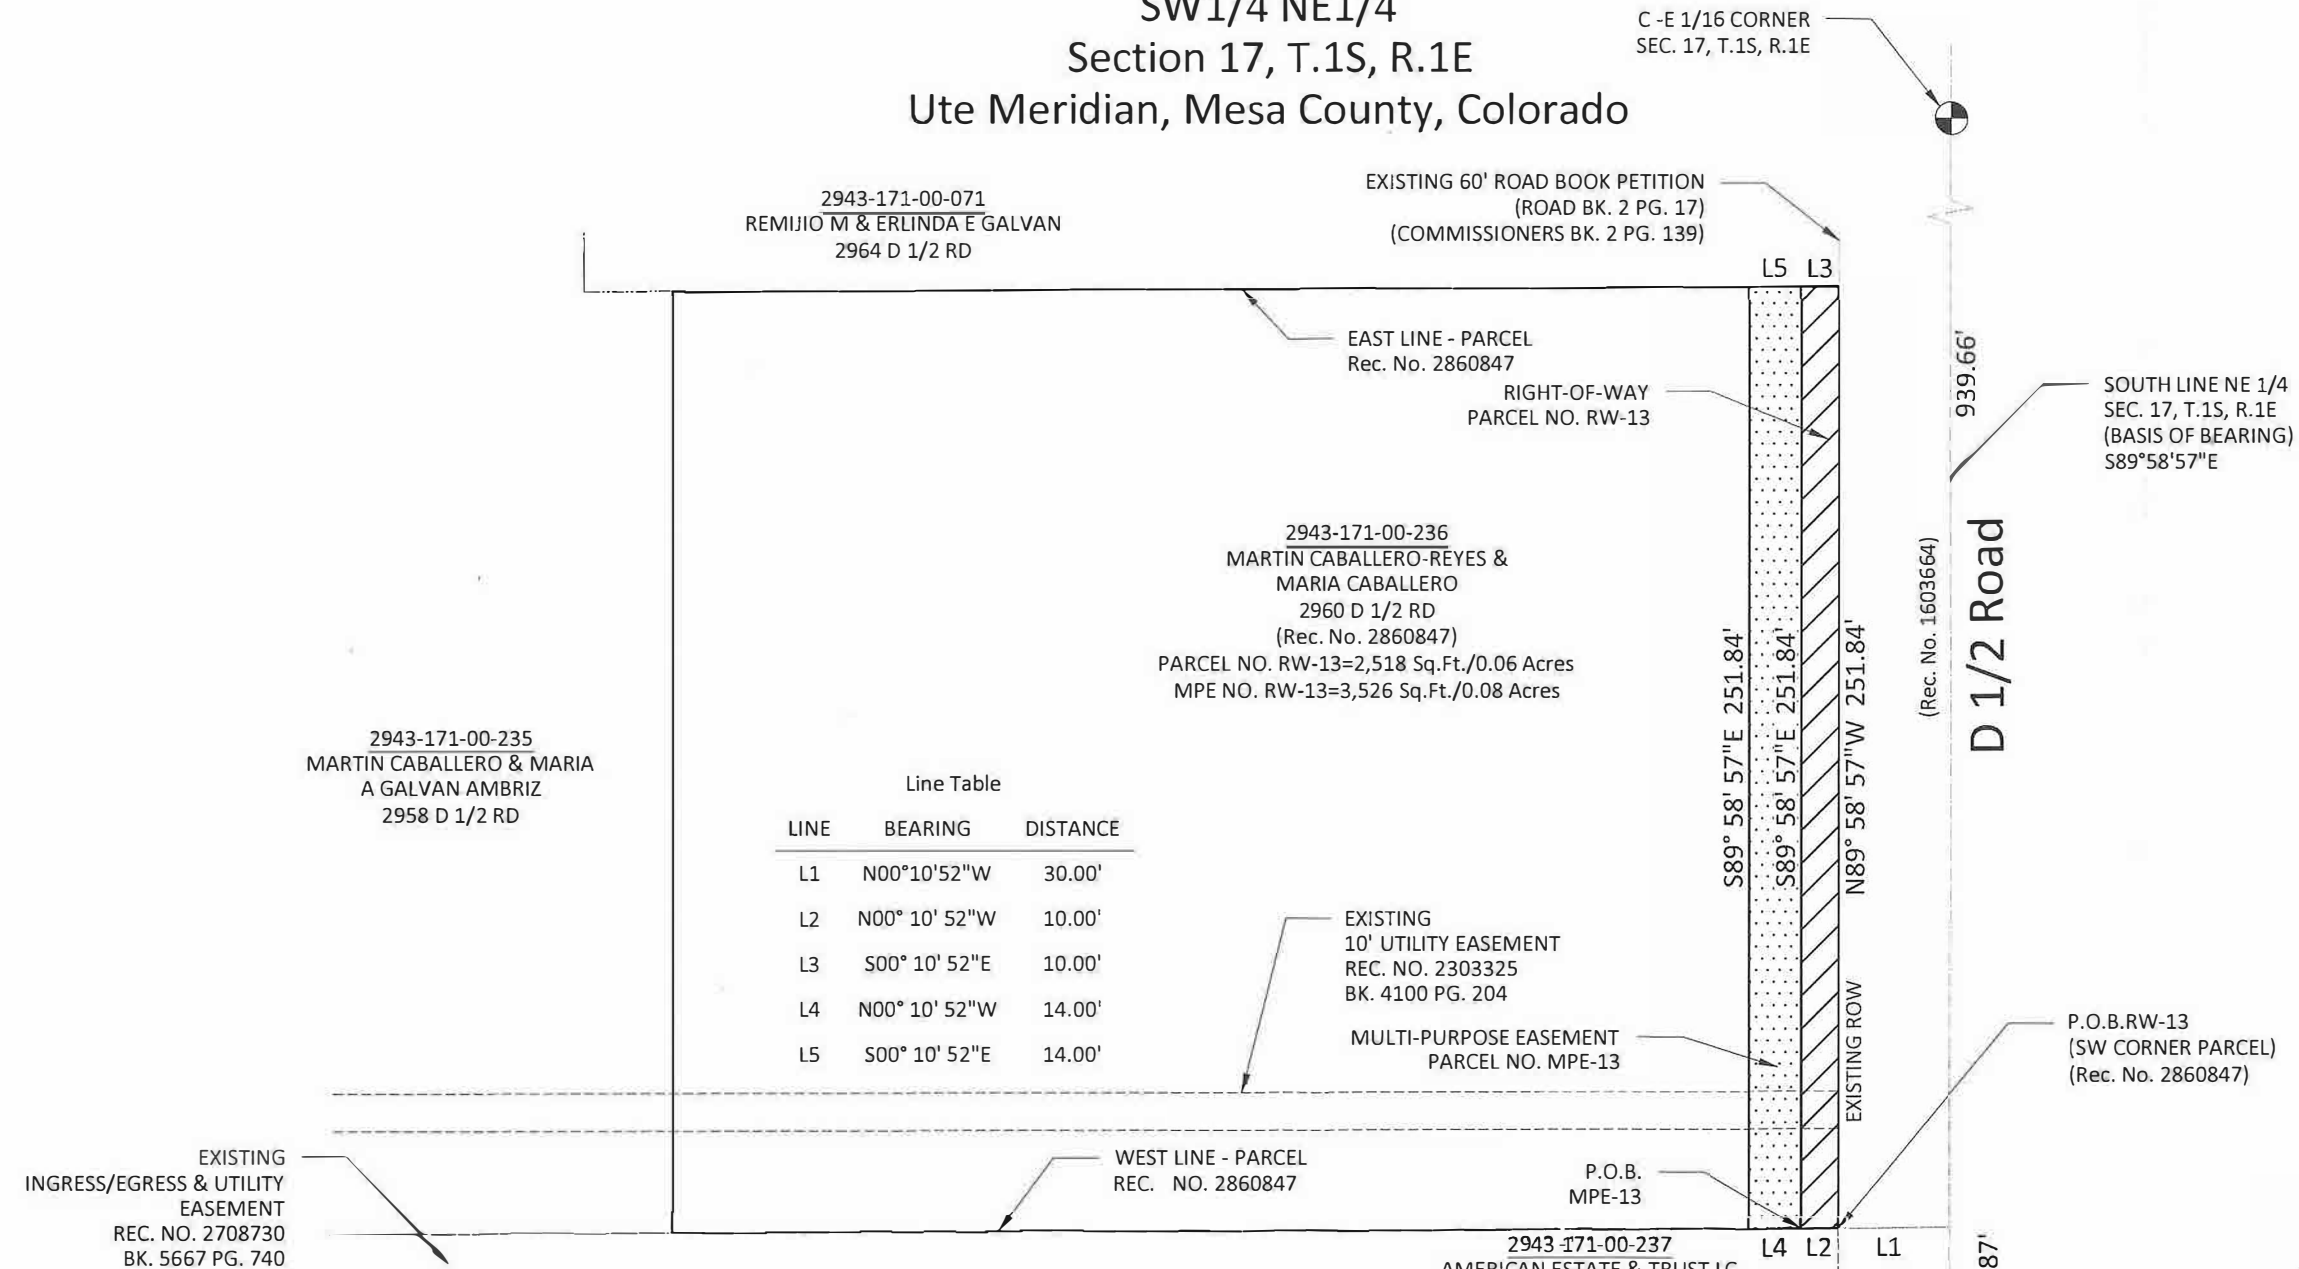 SW1/4 NE1/4
Section 17, T.1S, R.1E
Ute Meridian, Mesa County, Colorado
C -E 1/16 CORNER
SEC. 17, T.1S, R.1E
2943-171-00-071
REMIJIO M & ERLINDA E GALVAN
2964 D 1/2 RD
EXISTING 60' ROAD BOOK PETITION
(ROAD BK. 2 PG. 17)
(COMMISSIONERS BK. 2 PG. 139)
L5 L3
EAST LINE - PARCEL
Rec. No. 2860847
RIGHT-OF-WAY
PARCEL NO. RW-13
939.66'
SOUTH LINE NE 1/4
SEC. 17, T.1S, R.1E
(BASIS OF BEARING)
S89°58'57"E
2943-171-00-236
MARTIN CABALLERO-REYES &
MARIA CABALLERO
2960 D 1/2 RD
(Rec. No. 2860847)
PARCEL NO. RW-13=2,518 Sq.Ft./0.06 Acres
MPE NO. RW-13=3,526 Sq.Ft./0.08 Acres
S89° 58' 57"E 251.84'
S89° 58' 57"E 251.84'
N89° 58' 57"W 251.84'
(Rec. No. 1603664)
D 1/2 Road
2943-171-00-235
MARTIN CABALLERO & MARIA
A GALVAN AMBRIZ
2958 D 1/2 RD
Line Table
LINE BEARING DISTANCE
L1 N00°10'52"W 30.00'
L2 N00° 10' 52"W 10.00'
L3 S00° 10' 52"E 10.00'
L4 N00° 10' 52"W 14.00'
L5 S00° 10' 52"E 14.00'
EXISTING
10' UTILITY EASEMENT
REC. NO. 2303325
BK. 4100 PG. 204
MULTI-PURPOSE EASEMENT
PARCEL NO. MPE-13
EXISTING ROW
P.O.B.RW-13
(SW CORNER PARCEL)
(Rec. No. 2860847)
EXISTING
INGRESS/EGRESS & UTILITY
EASEMENT
REC. NO. 2708730
BK. 5667 PG. 740
WEST LINE - PARCEL
REC. NO. 2860847
P.O.B.
MPE-13
2943-171-00-237
AMERICAN ESTATE & TRUST LC
L4 L2 L1
87'